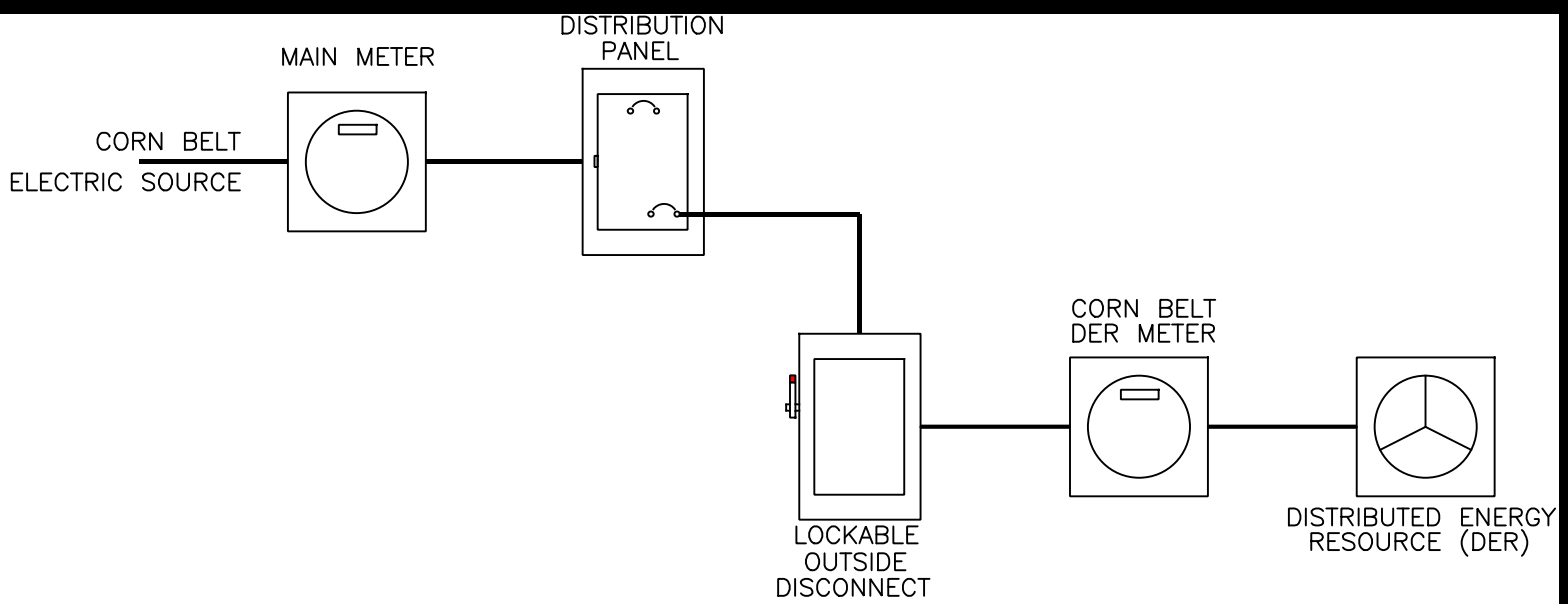 DISTRIBUTION
PANEL
MAIN METER
CORN BELT
ELECTRIC SOURCE
CORN BELT
DER METER
LOCKABLE
OUTSIDE
DISCONNECT
DISTRIBUTED ENERGY
RESOURCE (DER)